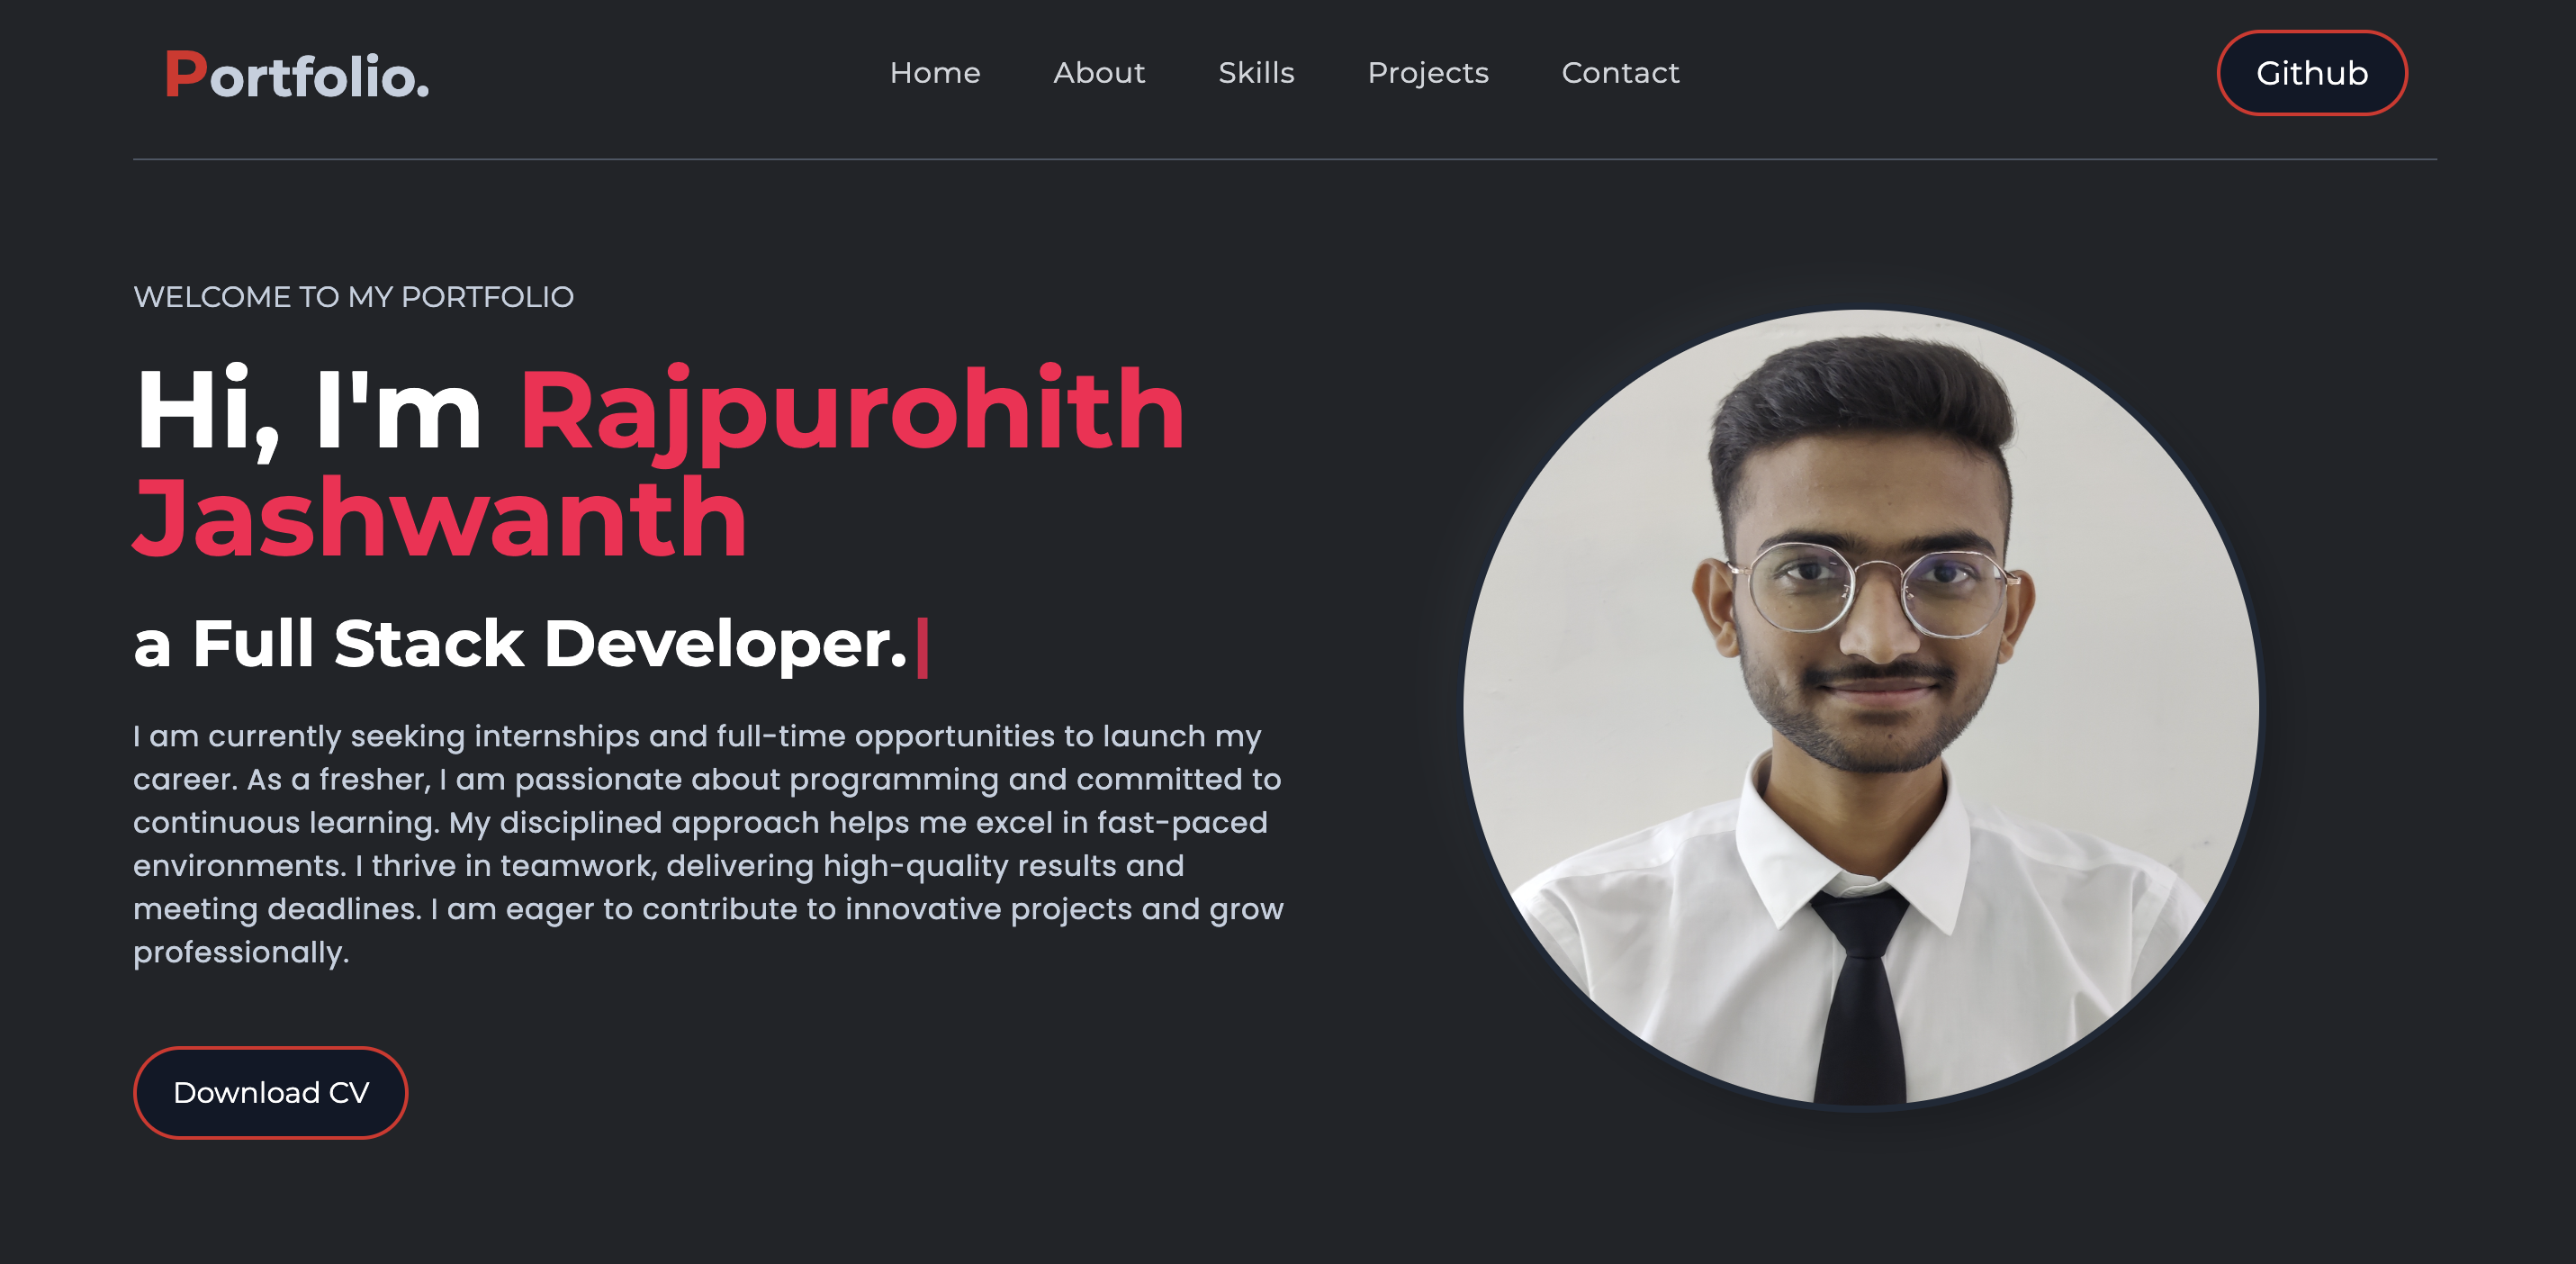 Portfolio.
Home About Skills Projects Contact
Github
WELCOME TO MY PORTFOLIO
Hi, I'm Rajpurohith
Jashwanth
a Full Stack Developer.
I am currently seeking internships and full-time opportunities to launch my
career. As a fresher, I am passionate about programming and committed to
continuous learning. My disciplined approach helps me excel in fast-paced
environments. I thrive in teamwork, delivering high-quality results and
meeting deadlines. I am eager to contribute to innovative projects and grow
professionally.
Download CV